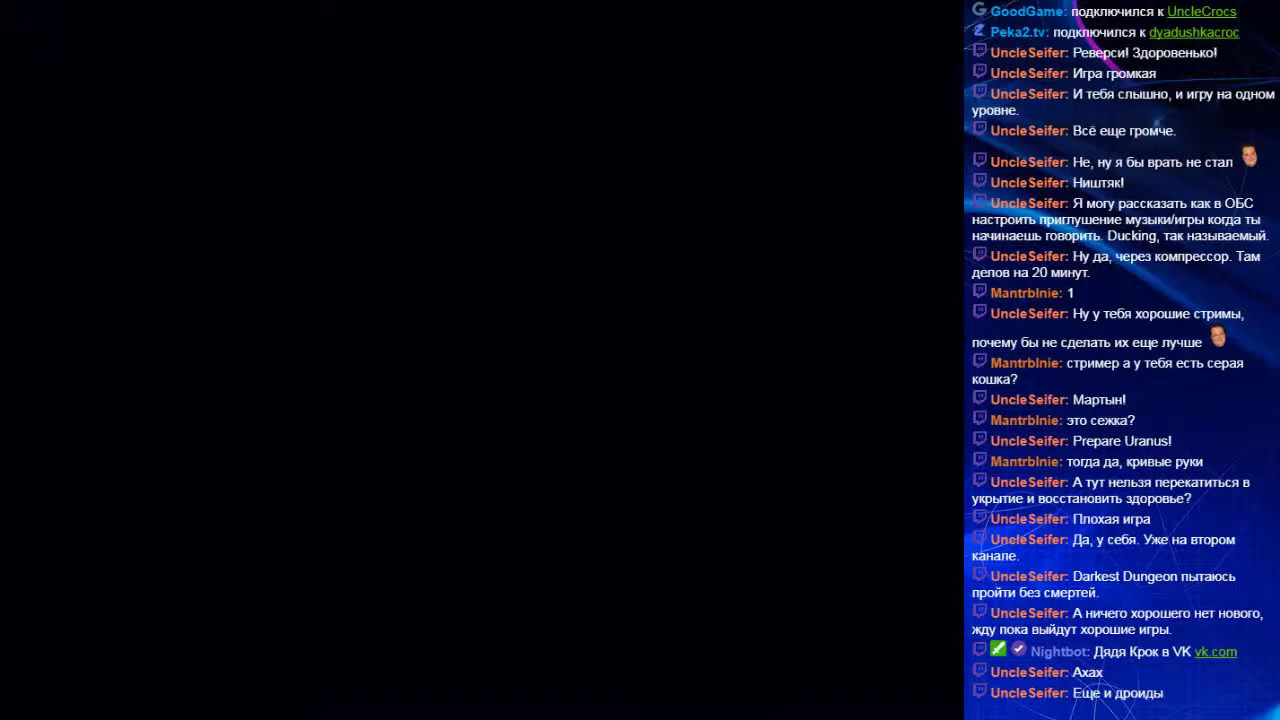 GoodGame: подключился к UncleCrocs
Peka2.tv: подключился к dyadushkacroc
UncleSeifer: Реверси! Здоровенько!
UncleSeifer: Игра громкая
UncleSeifer: И тебя слышно, и игру на одном
уровне.
UncleSeifer: Всё еще громче.
UncleSeifer: Не, ну я бы врать не стал
UncleSeifer: Ништяк!
UncleSeifer: Я могу рассказать как в ОБС
настроить приглушение музыки/игры когда ты
начинаешь говорить. Ducking, так называемый.
UncleSeifer: Ну да, через компрессор. Там
делов на 20 минут.
Mantrblnie: 1
UncleSeifer: Ну у тебя хорошие стримы,
почему бы не сделать их еще лучше
Mantrblnie: стример а у тебя есть серая
кошка?
UncleSeifer: Мартын!
Mantrblnie: это сежка?
UncleSeifer: Prepare Uranus!
Mantrblnie: тогда да, кривые руки
UncleSeifer: А тут нельзя перекатиться в
укрытие и восстановить здоровье?
UncleSeifer: Плохая игра
UncleSeifer: Да, у себя. Уже на втором
канале.
UncleSeifer: Darkest Dungeon пытаюсь
пройти без смертей.
UncleSeifer: А ничего хорошего нет нового,
жду пока выйдут хорошие игры.
Nightbot: Дядя Крок в VK vk.com
UncleSeifer: Ахах
UncleSeifer: Еще и дроиды